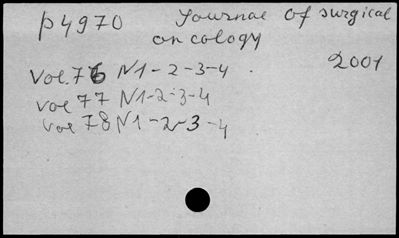 p4970 Journal of surgical
oncology
2001
Vol. 76 N1-2-3-4
Vol 77 N1-2-3-4
Vol 78 N1-2-3-4